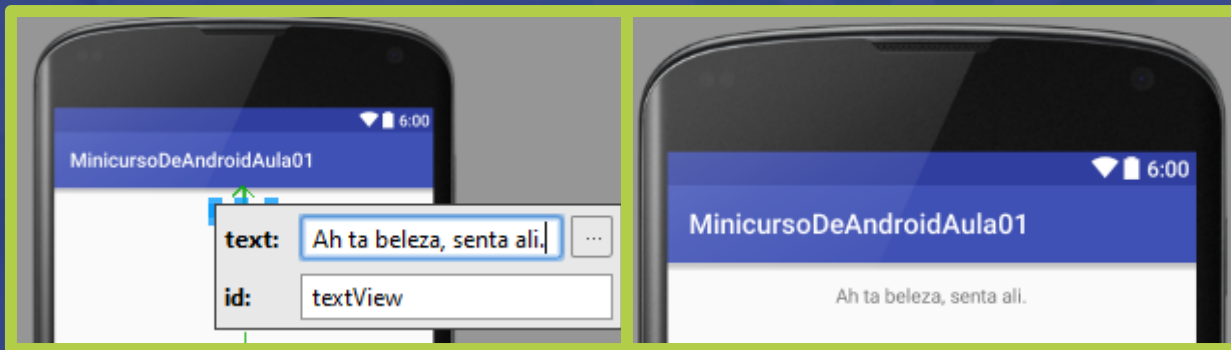 6:00
MinicursoDeAndroidAula01
text: Ah ta beleza, senta ali. ...
id: textView
6:00
MinicursoDeAndroidAula01
Ah ta beleza, senta ali.